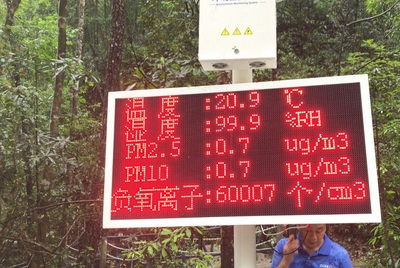 温度:20.9 ℃
湿度:99.9 %RH
PM2.5:0.7 ug/m3
PM10:0.7 ug/m3
负氧离子:60007 个/cm3